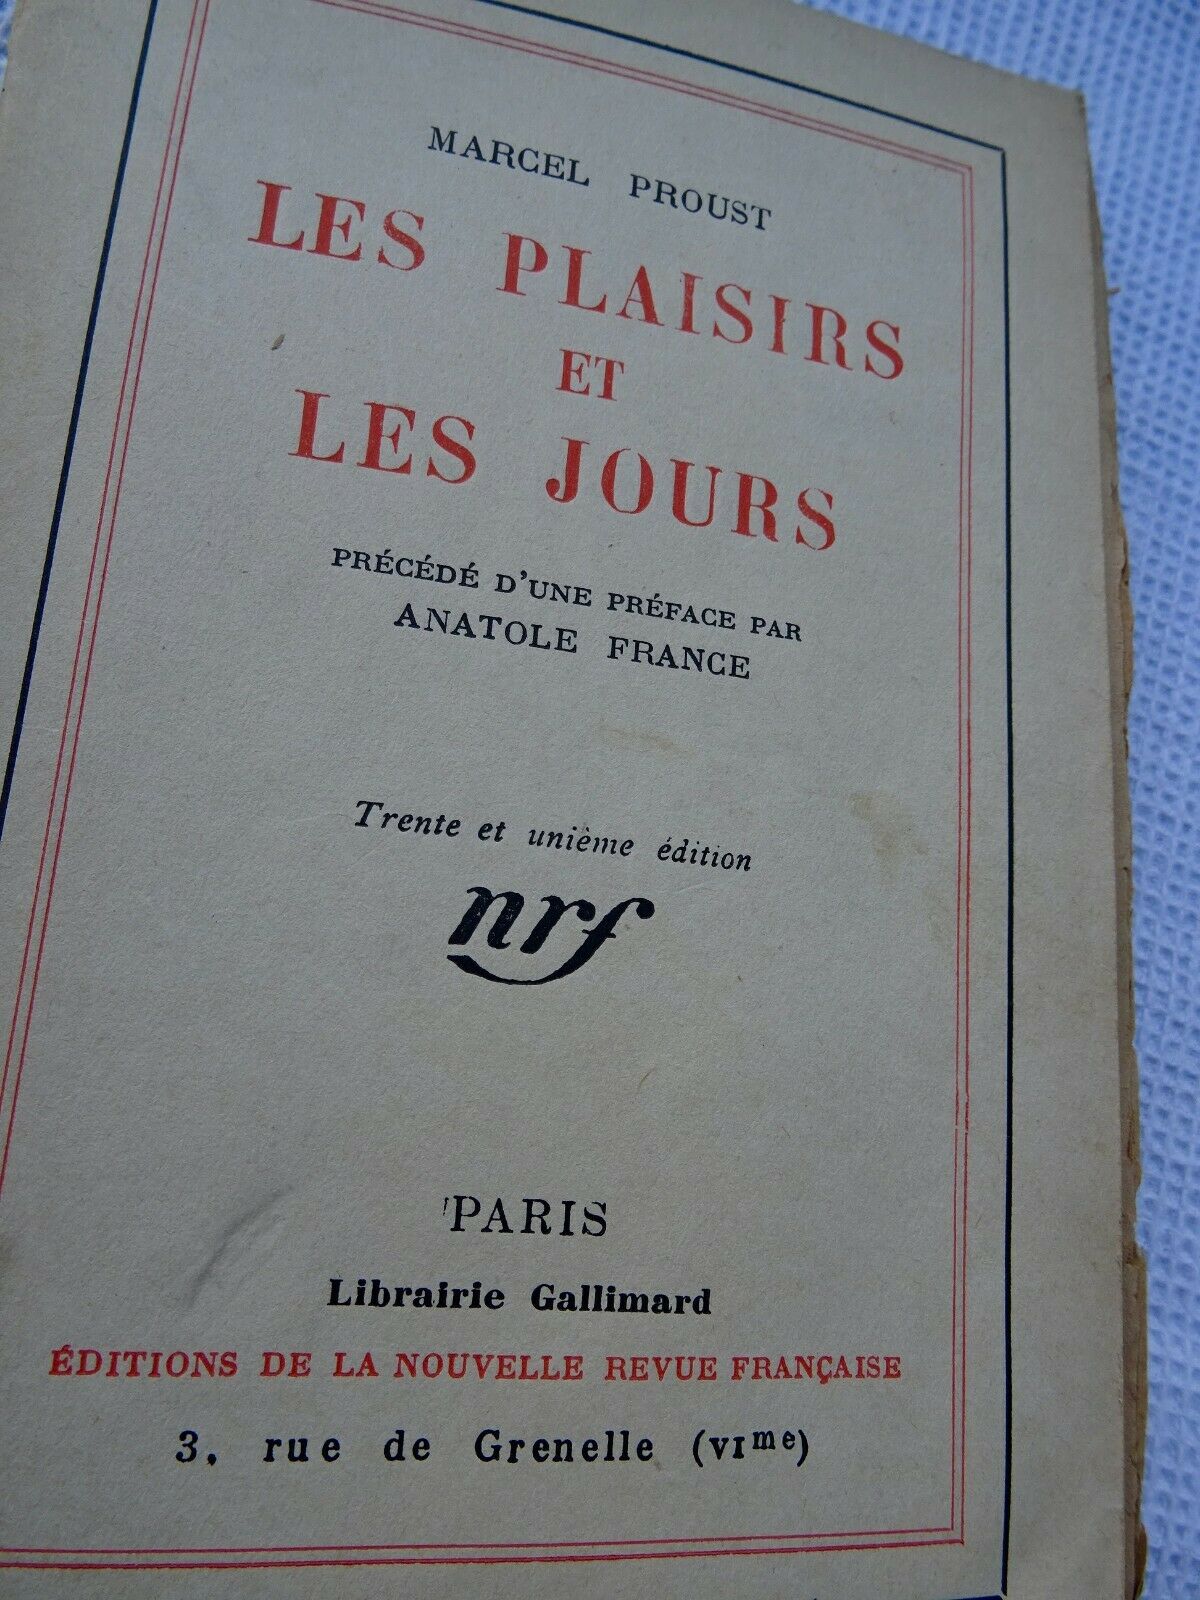 MARCEL PROUST
LES PLAISIRS
ET
LES JOURS
PRÉCÉDÉ D'UNE PRÉFACE PAR
ANATOLE FRANCE
Trente et unième édition
nrf
PARIS
Librairie Gallimard
ÉDITIONS DE LA NOUVELLE REVUE FRANÇAISE
3, rue de Grenelle (VIme)